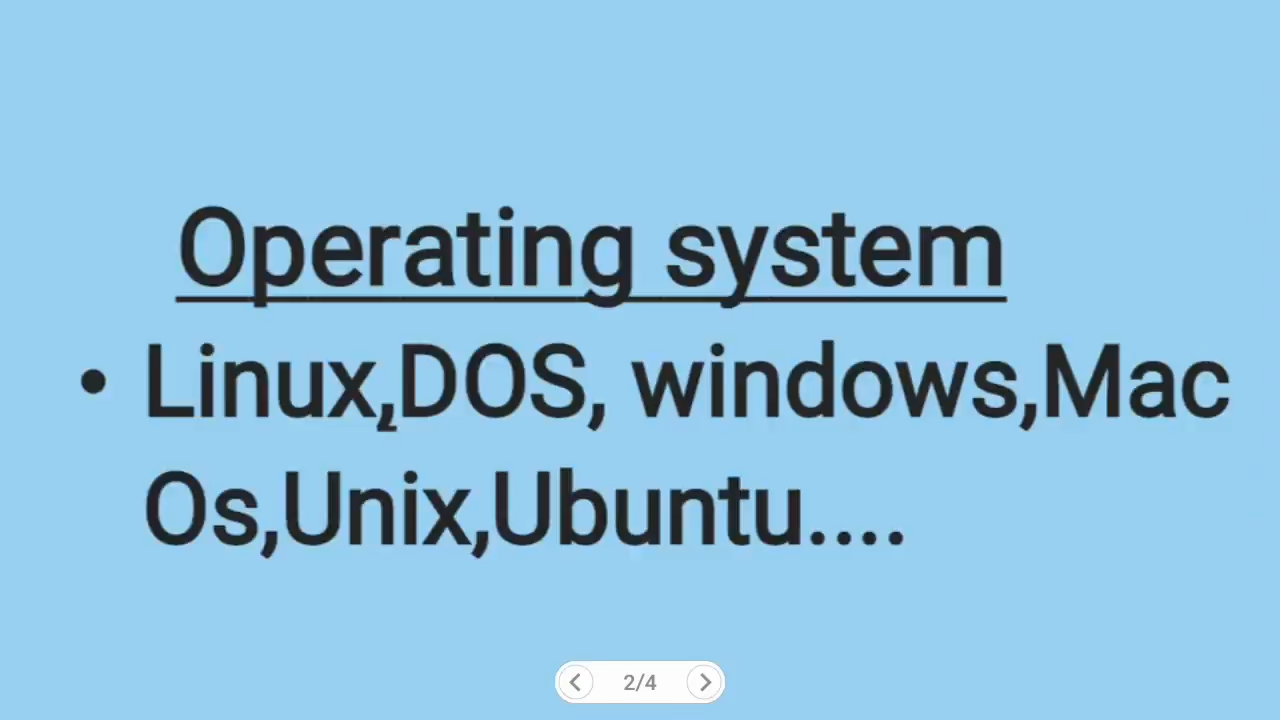 Operating system
• Linux,DOS, windows,Mac
Os,Unix,Ubuntu....
2/4